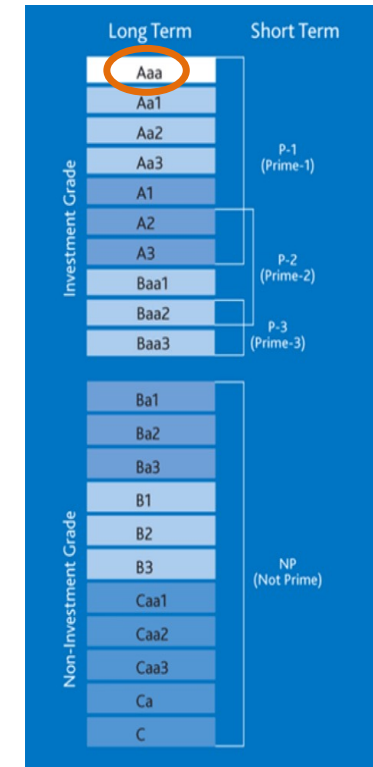 Long Term Short Term
Investment Grade
Aaa
Aa1
Aa2
Aa3
A1
A2
A3
Baa1
Baa2
Baa3
P-1
(Prime-1)
P-2
(Prime-2)
P-3
(Prime-3)
Non-Investment Grade
Ba1
Ba2
Ba3
B1
B2
B3
Caa1
Caa2
Caa3
Ca
C
NP
(Not Prime)